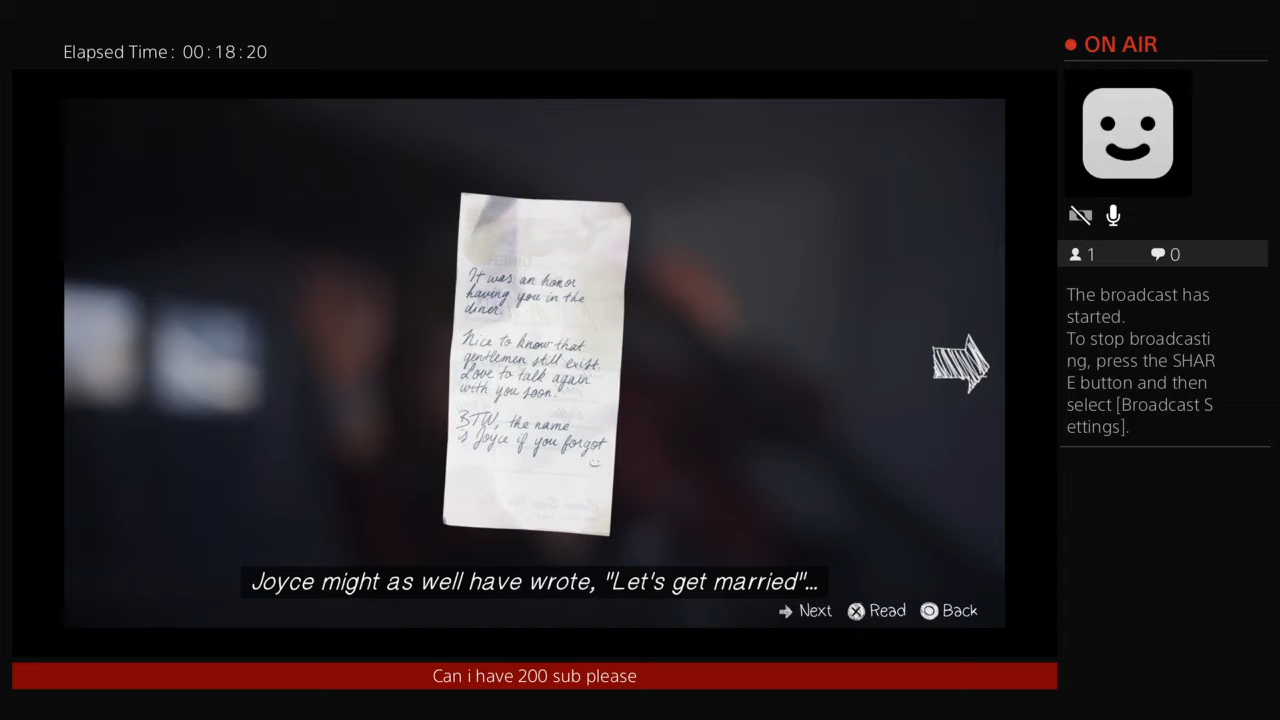 Elapsed Time: 00:18:20
ON AIR
1
0
The broadcast has
started.
To stop broadcasti
ng, press the SHAR
E button and then
select [Broadcast S
ettings].
It was an honor
having you in the
diner.
Nice to know that
gentlemen still exist.
Love to talk again
with you soon.
BTW, the name
is Joyce if you forgot
Joyce might as well have wrote, "Let's get married"...
Next
Read
Back
Can i have 200 sub please